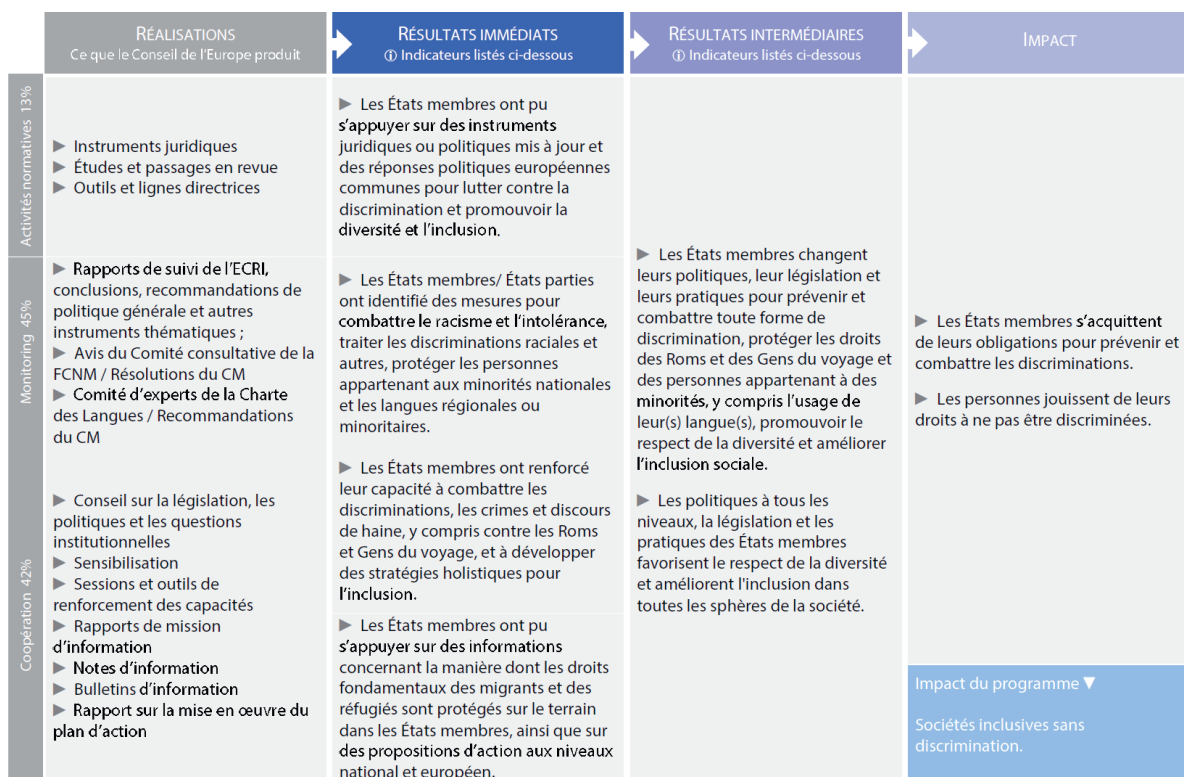 RÉALISATIONS
Ce que le Conseil de l'Europe produit
RÉSULTATS IMMÉDIATS
ⓘ Indicateurs listés ci-dessous
RÉSULTATS INTERMÉDIAIRES
ⓘ Indicateurs listés ci-dessous
IMPACT
Activités normatives 13%
► Instruments juridiques
► Études et passages en revue
► Outils et lignes directrices
► Les États membres ont pu
s'appuyer sur des instruments
juridiques ou politiques mis à jour et
des réponses politiques européennes
communes pour lutter contre la
discrimination et promouvoir la
diversité et l'inclusion.
Monitoring 45%
► Rapports de suivi de l'ECRI,
conclusions, recommandations de
politique générale et autres
instruments thématiques ;
► Avis du Comité consultative de la
FCNM / Résolutions du CM
► Comité d'experts de la Charte
des Langues / Recommandations
du CM
► Les États membres/ États parties
ont identifié des mesures pour
combattre le racisme et l'intolérance,
traiter les discriminations raciales et
autres, protéger les personnes
appartenant aux minorités nationales
et les langues régionales ou
minoritaires.
Coopération 42%
► Conseil sur la législation, les
politiques et les questions
institutionnelles
► Sensibilisation
► Sessions et outils de
renforcement des capacités
► Rapports de mission
d'information
► Notes d'information
► Bulletins d'information
► Rapport sur la mise en œuvre du
plan d'action
► Les États membres ont renforcé
leur capacité à combattre les
discriminations, les crimes et discours
de haine, y compris contre les Roms
et Gens du voyage, et à développer
des stratégies holistiques pour
l'inclusion.
► Les États membres ont pu
s'appuyer sur des informations
concernant la manière dont les droits
fondamentaux des migrants et des
réfugiés sont protégés sur le terrain
dans les États membres, ainsi que sur
des propositions d'action aux niveaux
national et européen.
► Les États membres changent
leurs politiques, leur législation et
leurs pratiques pour prévenir et
combattre toute forme de
discrimination, protéger les droits
des Roms et des Gens du voyage et
des personnes appartenant à des
minorités, y compris l'usage de
leur(s) langue(s), promouvoir le
respect de la diversité et améliorer
l'inclusion sociale.
► Les politiques à tous les
niveaux, la législation et les
pratiques des États membres
favorisent le respect de la diversité
et améliorent l'inclusion dans
toutes les sphères de la société.
► Les États membres s'acquittent
de leurs obligations pour prévenir et
combattre les discriminations.
► Les personnes jouissent de leurs
droits à ne pas être discriminées.
Impact du programme ▼
Sociétés inclusives sans
discrimination.